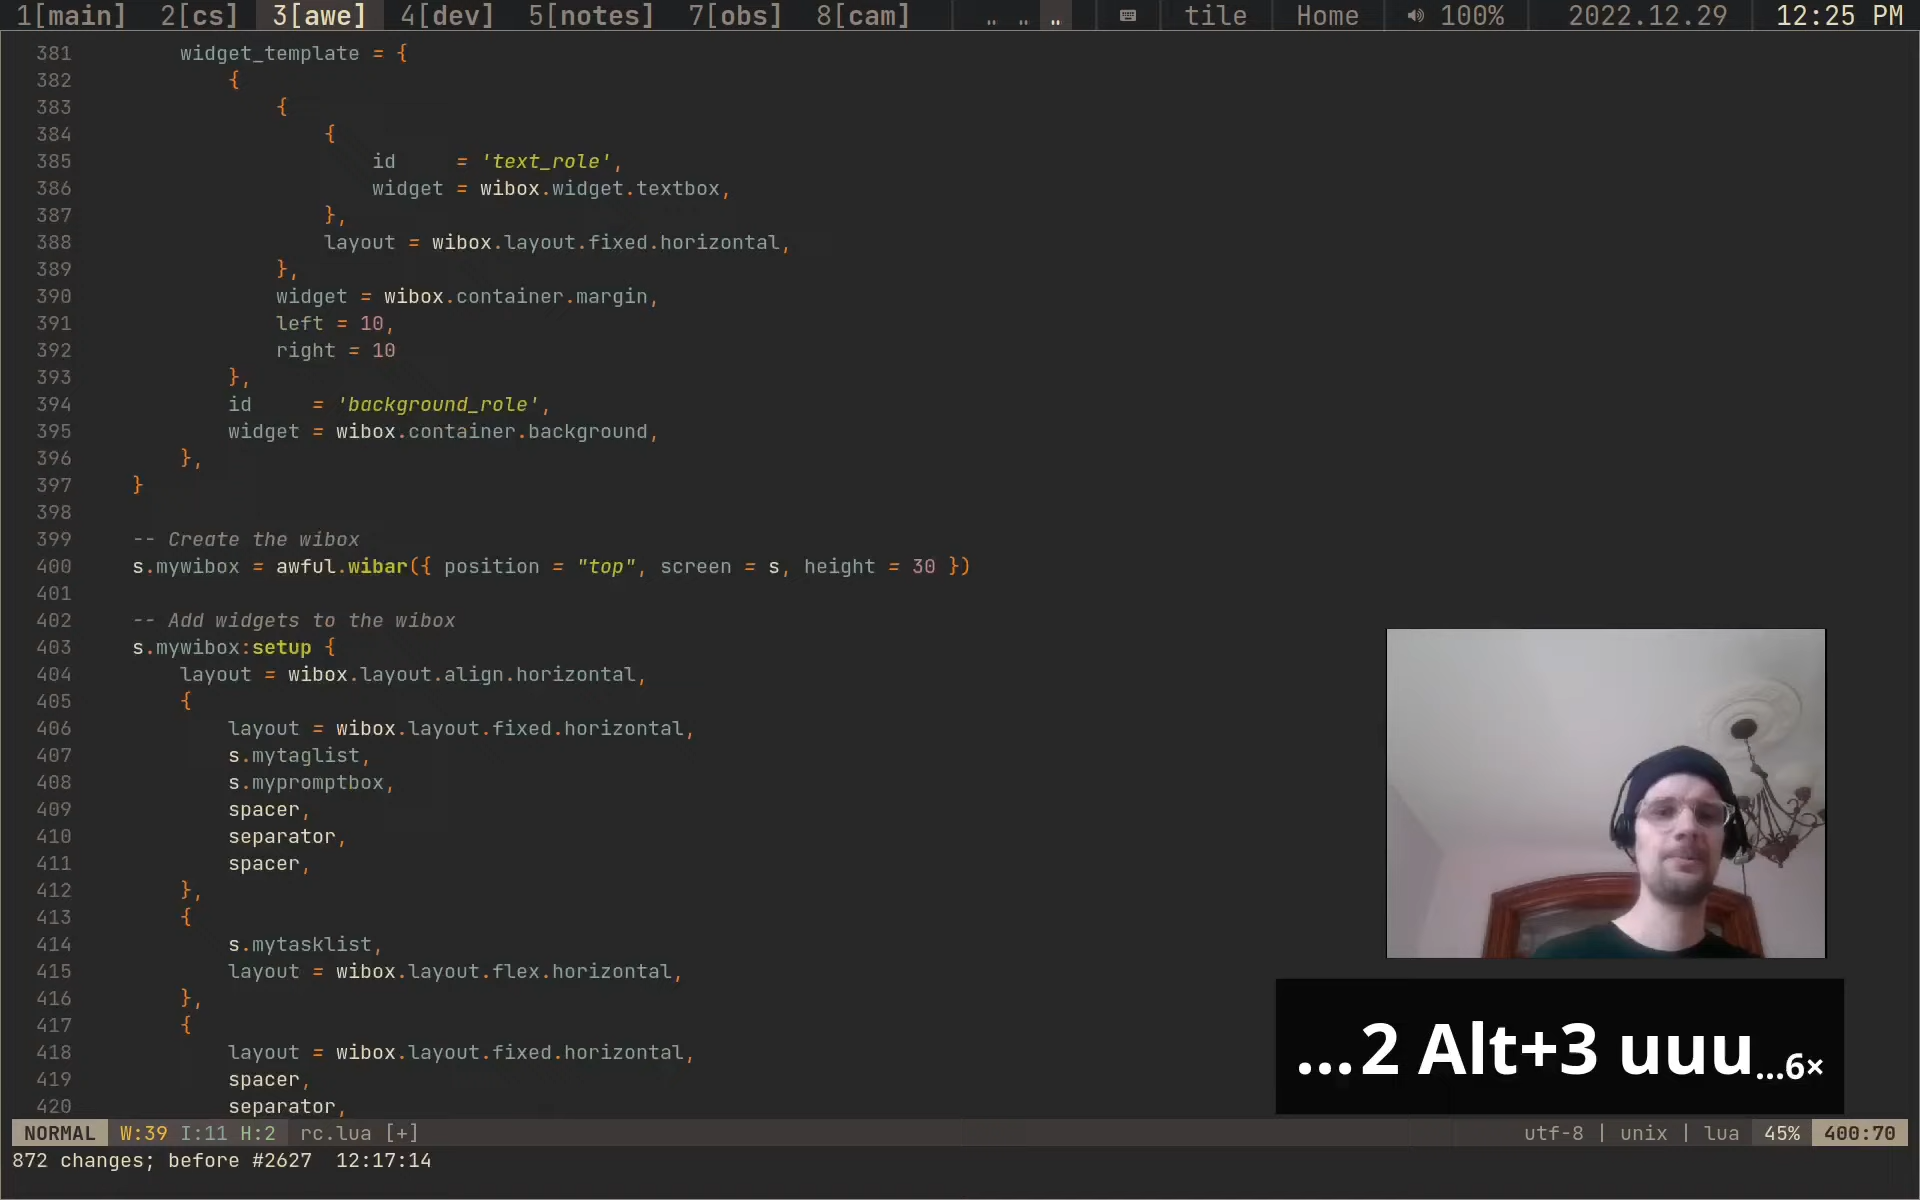 1[main] 2[cs] 3[awe] 4[dev] 5[notes] 7[obs] 8[cam] tile Home 100% 2022.12.29 12:25 PM
381 widget_template = {
382 {
383 {
384 {
385 id     = 'text_role',
386 widget = wibox.widget.textbox,
387 },
388 layout = wibox.layout.fixed.horizontal,
389 },
390 widget = wibox.container.margin,
391 left = 10,
392 right = 10
393 },
394 id     = 'background_role',
395 widget = wibox.container.background,
396 },
397 }
398
399 -- Create the wibox
400 s.mywibox = awful.wibar({ position = "top", screen = s, height = 30 })
401
402 -- Add widgets to the wibox
403 s.mywibox:setup {
404 layout = wibox.layout.align.horizontal,
405 {
406 layout = wibox.layout.fixed.horizontal,
407 s.mytaglist,
408 s.mypromptbox,
409 spacer,
410 separator,
411 spacer,
412 },
413 {
414 s.mytasklist,
415 layout = wibox.layout.flex.horizontal,
416 },
417 {
418 layout = wibox.layout.fixed.horizontal,
419 spacer,
420 separator,
...2 Alt+3 uuu...6×
NORMAL W:39 I:11 H:2 rc.lua [+] utf-8 | unix | lua 45% 400:70
872 changes; before #2627  12:17:14